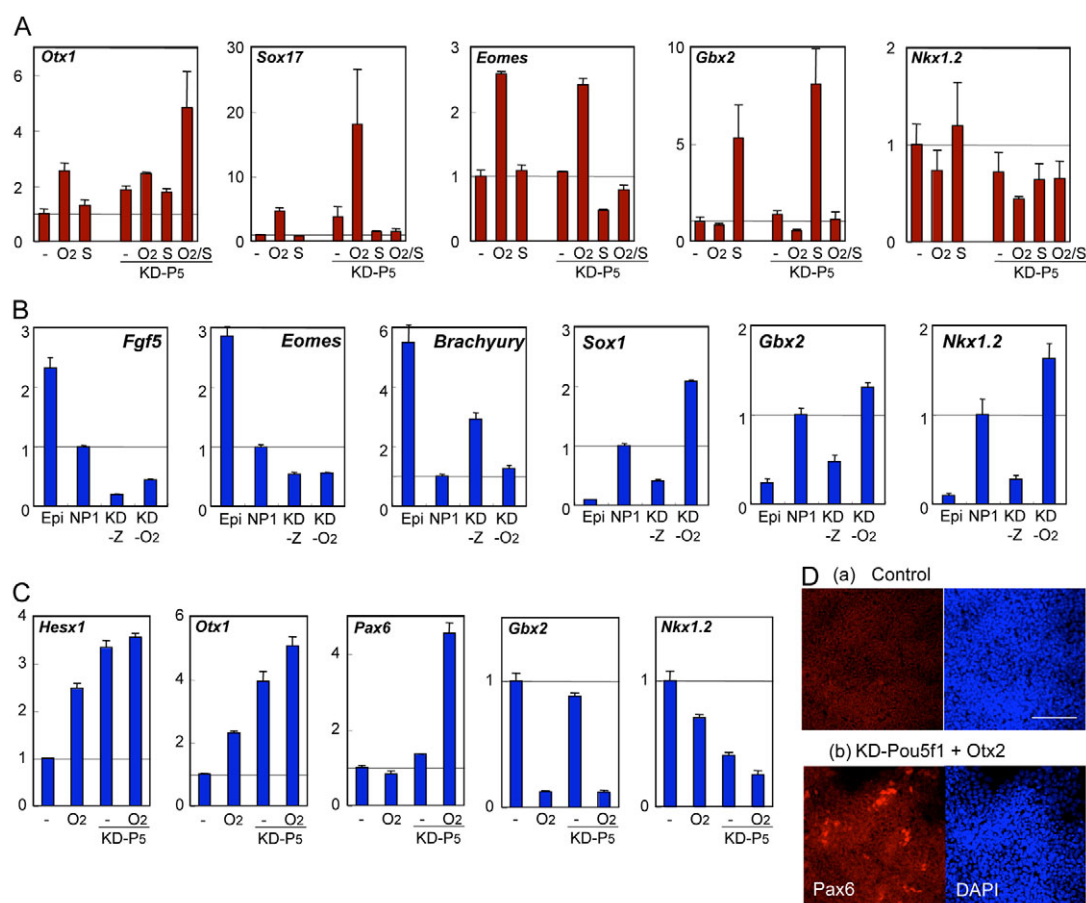 A
Otx1
6
4
2
1
0
- O2 S - O2 S O2/S
KD-P5
Sox17
30
20
10
1
0
- O2 S - O2 S O2/S
KD-P5
Eomes
3
2
1
0
- O2 S - O2 S O2/S
KD-P5
Gbx2
10
5
1
0
- O2 S - O2 S O2/S
KD-P5
Nkx1.2
2
1
0
- O2 S - O2 S O2/S
KD-P5
B
Fgf5
3
2
1
0
Epi NP1 KD KD
-Z -O2
Eomes
3
2
1
0
Epi NP1 KD KD
-Z -O2
Brachyury
6
4
2
1
0
Epi NP1 KD KD
-Z -O2
Sox1
3
2
1
0
Epi NP1 KD KD
-Z -O2
Gbx2
2
1
0
Epi NP1 KD KD
-Z -O2
Nkx1.2
2
1
0
Epi NP1 KD KD
-Z -O2
C
Hesx1
4
3
2
1
0
- O2 - O2
KD-P5
Otx1
6
4
2
1
0
- O2 - O2
KD-P5
Pax6
4
2
1
0
- O2 - O2
KD-P5
Gbx2
1
0
- O2 - O2
KD-P5
Nkx1.2
1
0
- O2 - O2
KD-P5
D (a) Control
(b) KD-Pou5f1 + Otx2
Pax6 DAPI